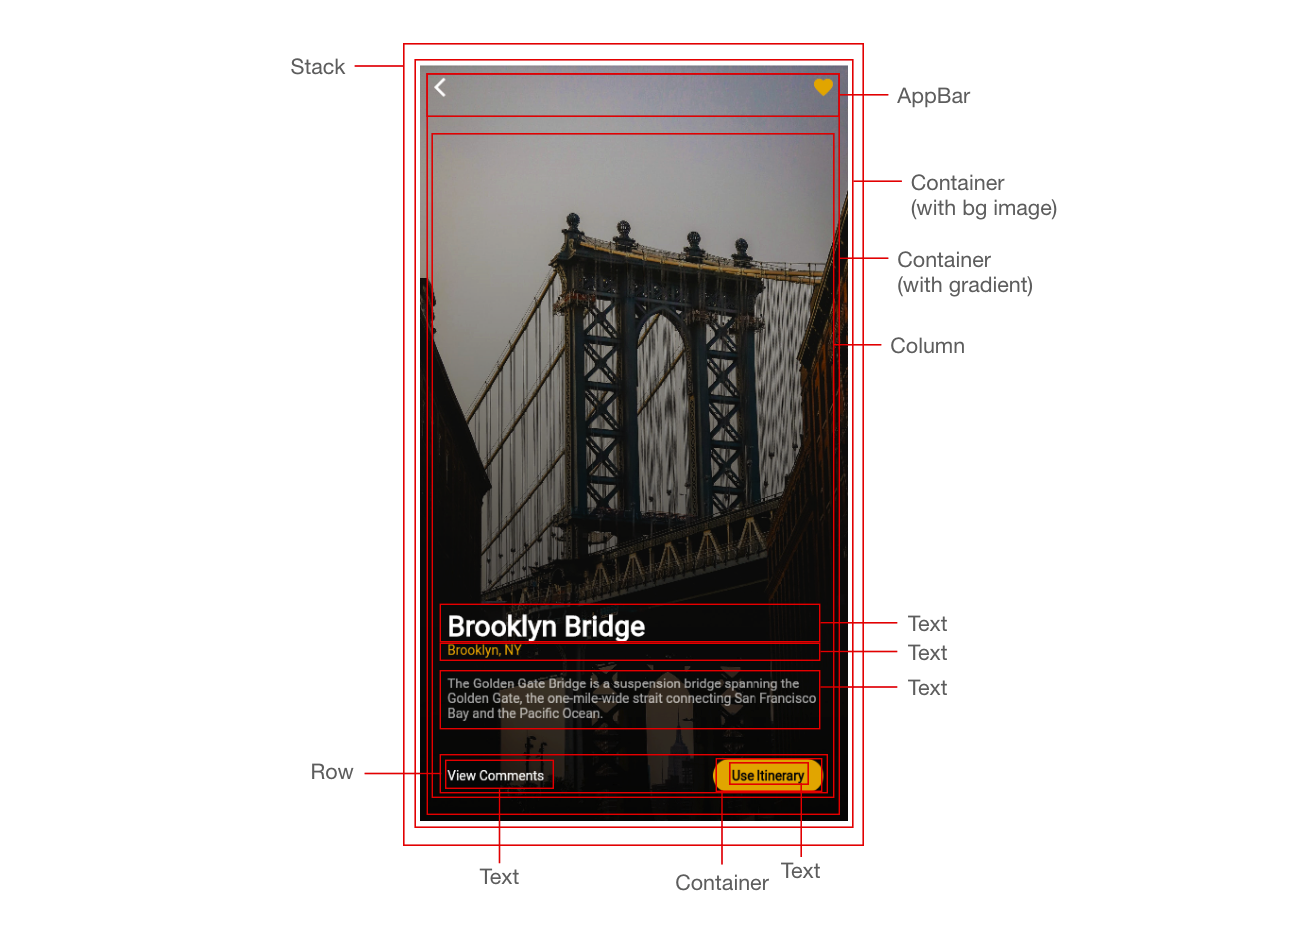 Stack
AppBar
Container
(with bg image)
Container
(with gradient)
Column
Brooklyn Bridge
Text
Brooklyn, NY
Text
The Golden Gate Bridge is a suspension bridge spanning the
Golden Gate, the one-mile-wide strait connecting San Francisco
Bay and the Pacific Ocean.
Text
Row
View Comments
Use Itinerary
Text
Container
Text